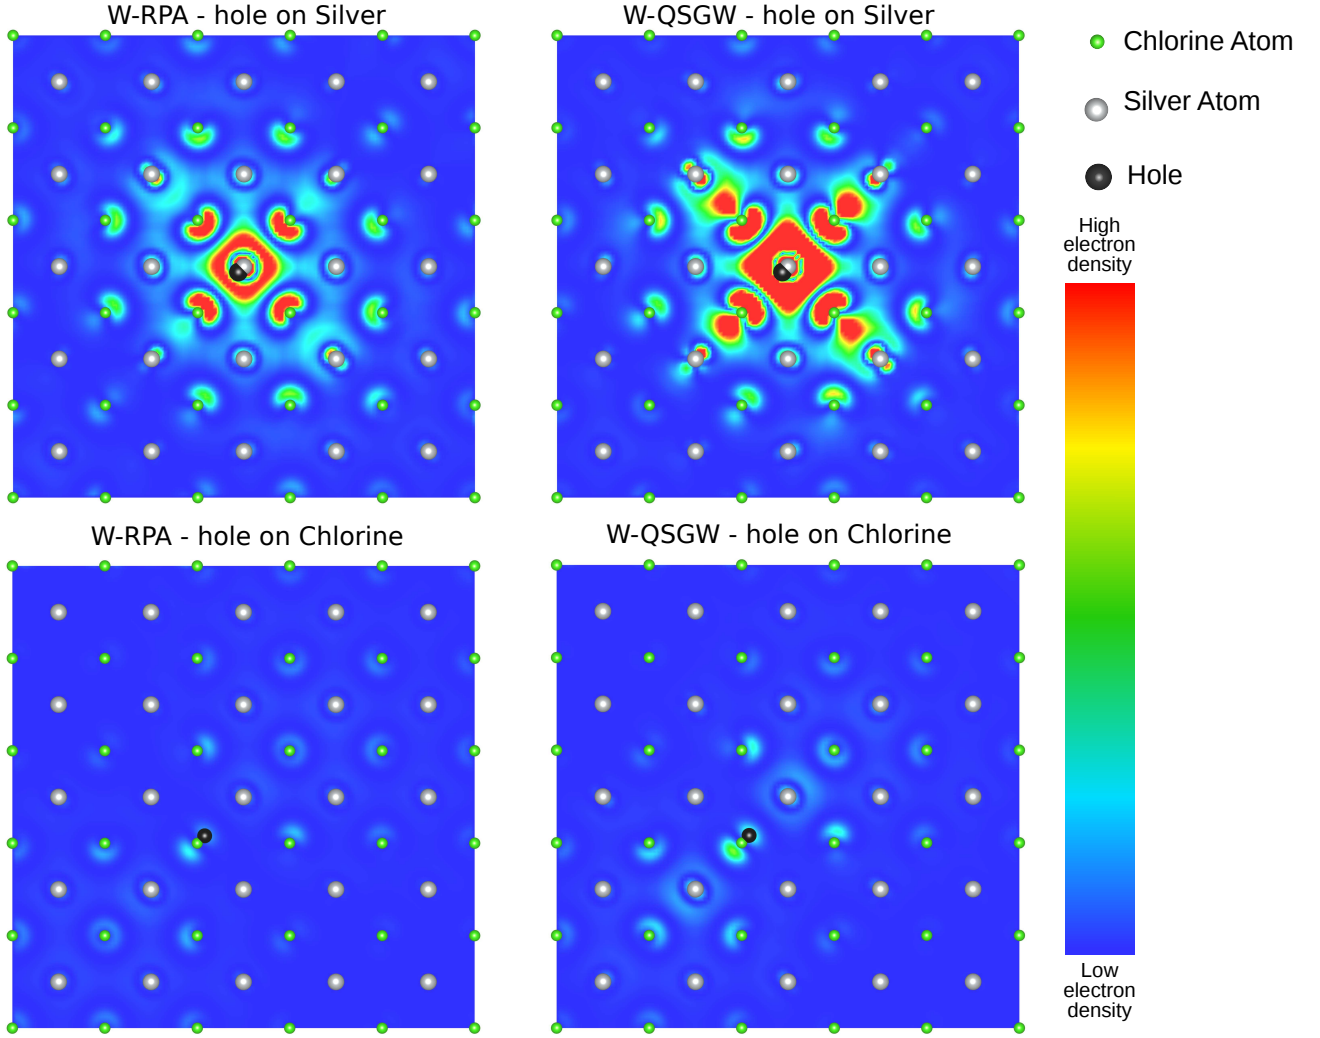 W-RPA - hole on Silver
W-QSGW - hole on Silver
Chlorine Atom
Silver Atom
Hole
High
electron
density
W-RPA - hole on Chlorine
W-QSGW - hole on Chlorine
Low
electron
density